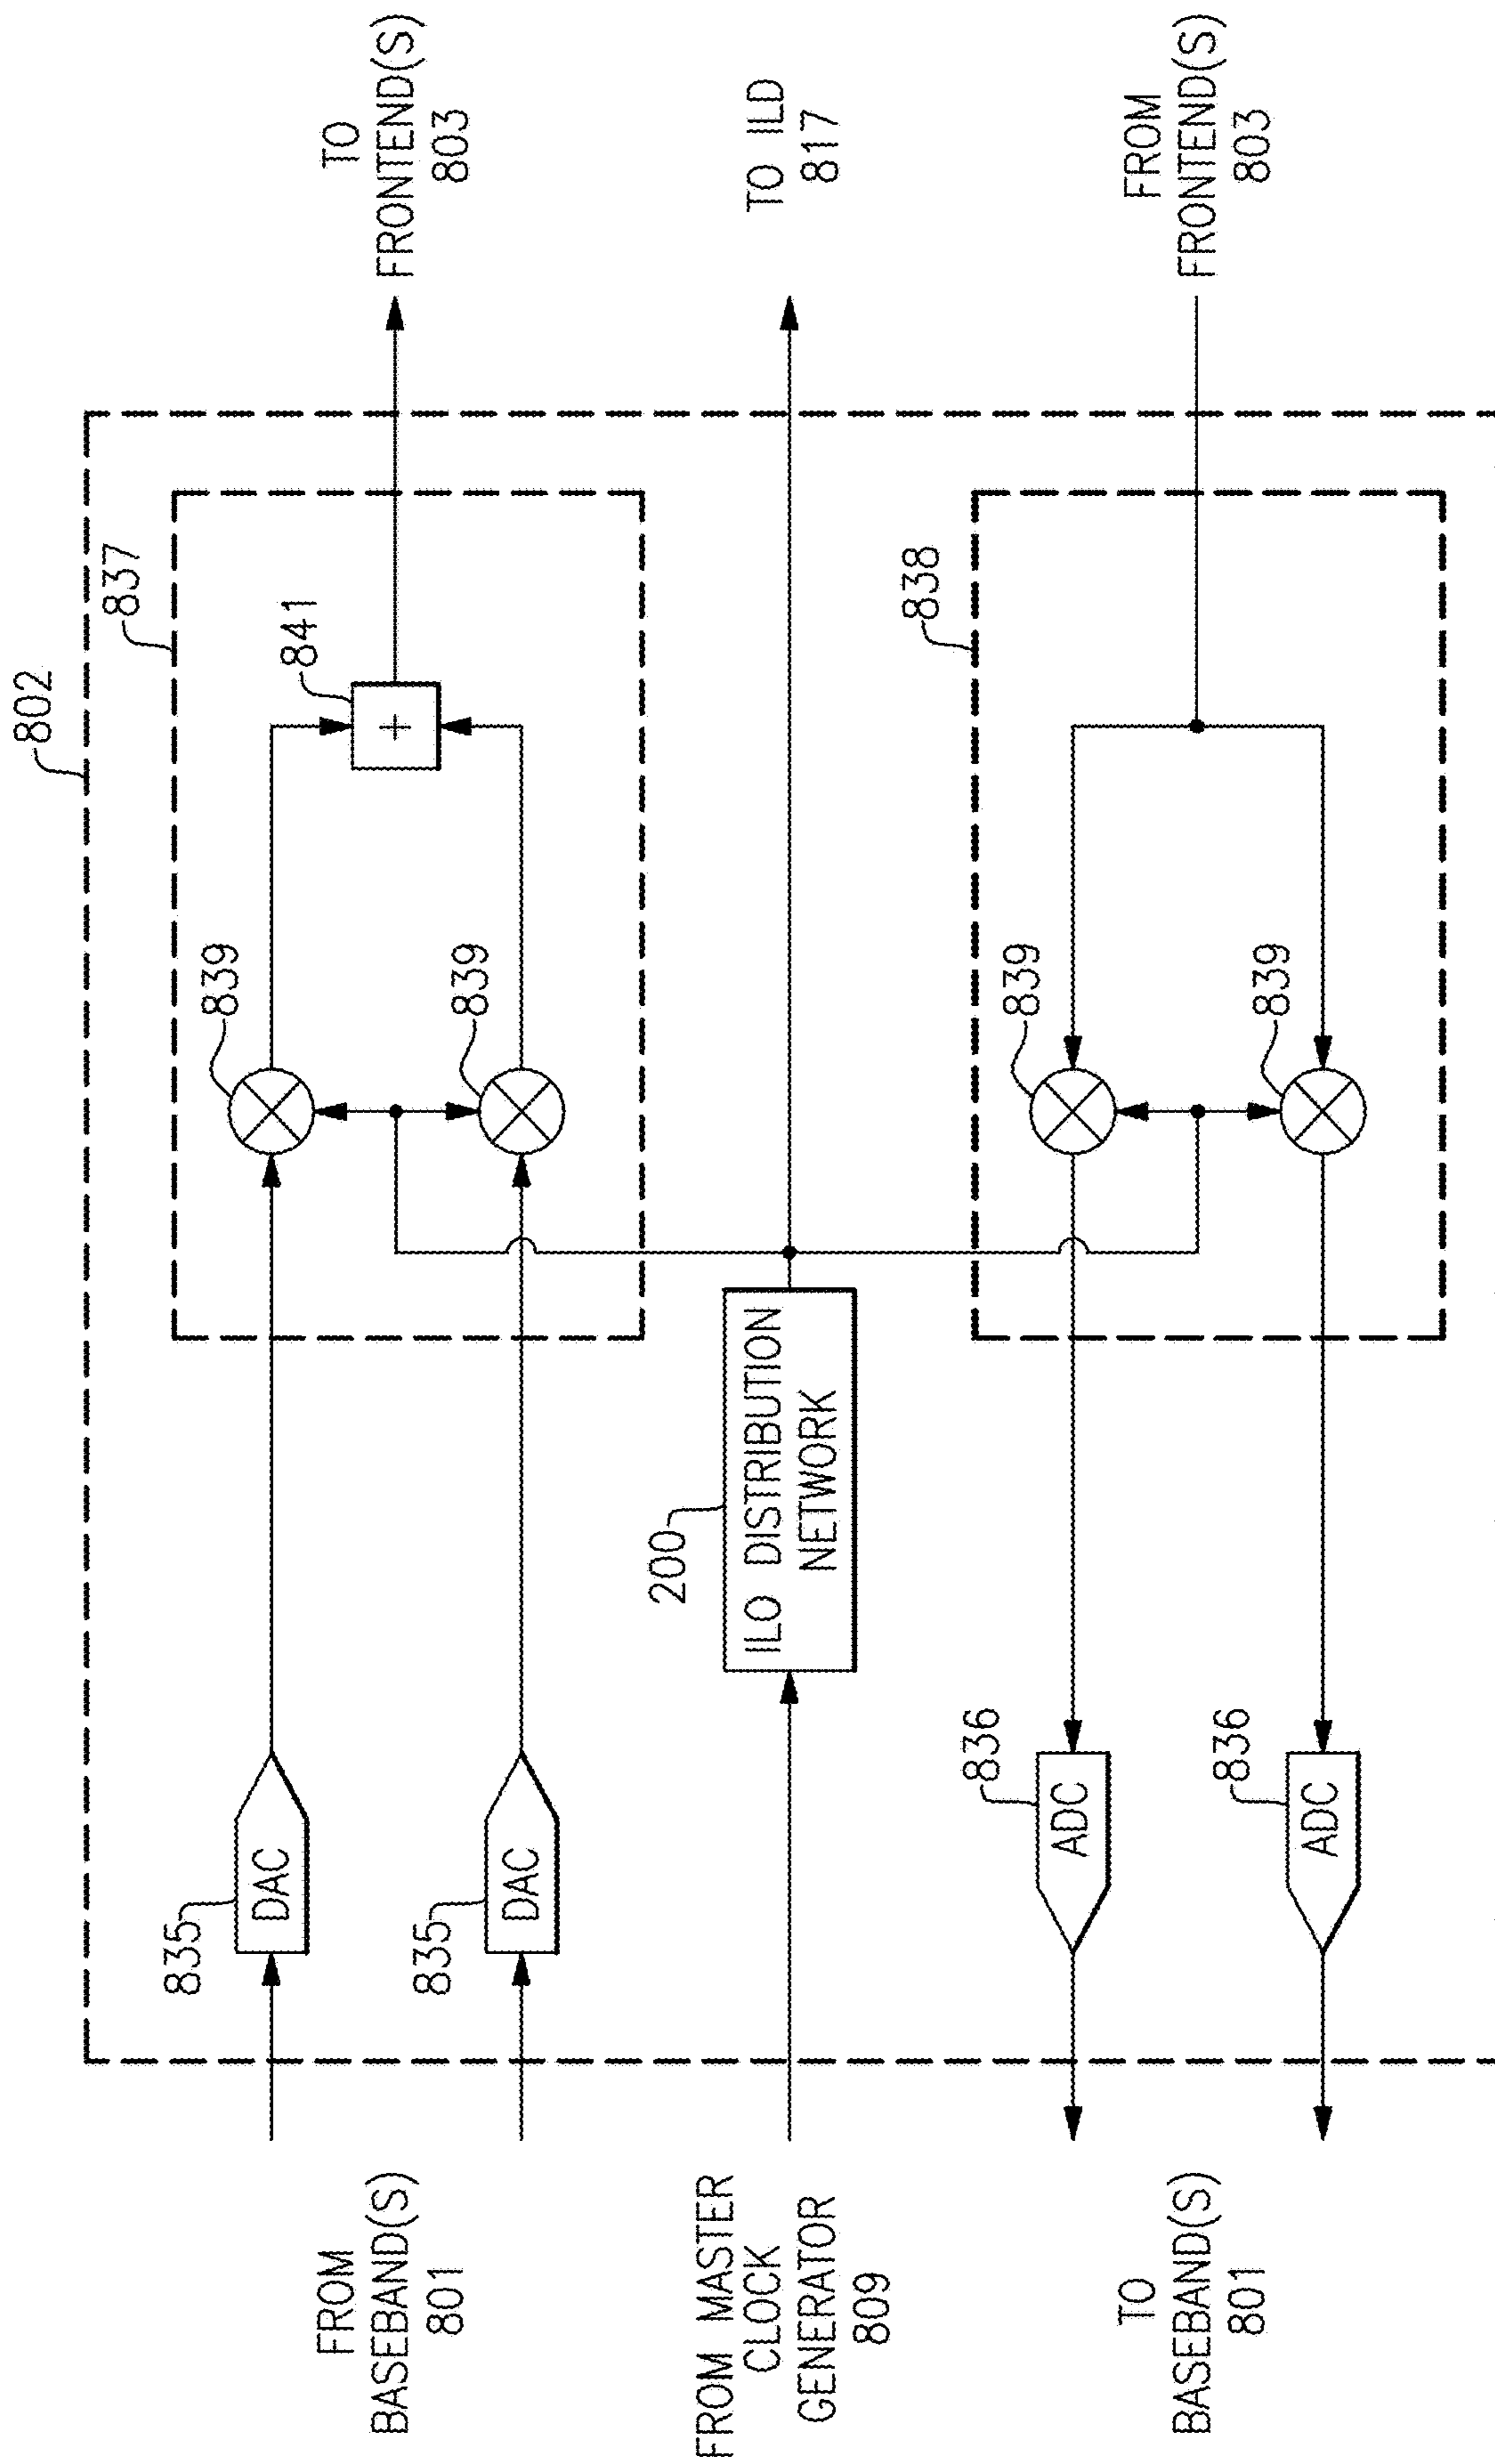 802
837
839
841
TO
FRONTEND(S)
803
835
DAC
FROM
BASEBAND(S)
801
839
835
DAC
200
ILO DISTRIBUTION
NETWORK
TO ILD
817
FROM MASTER
CLOCK
GENERATOR
809
838
839
836
ADC
FROM
FRONTEND(S)
803
TO
BASEBAND(S)
801
839
836
ADC
+